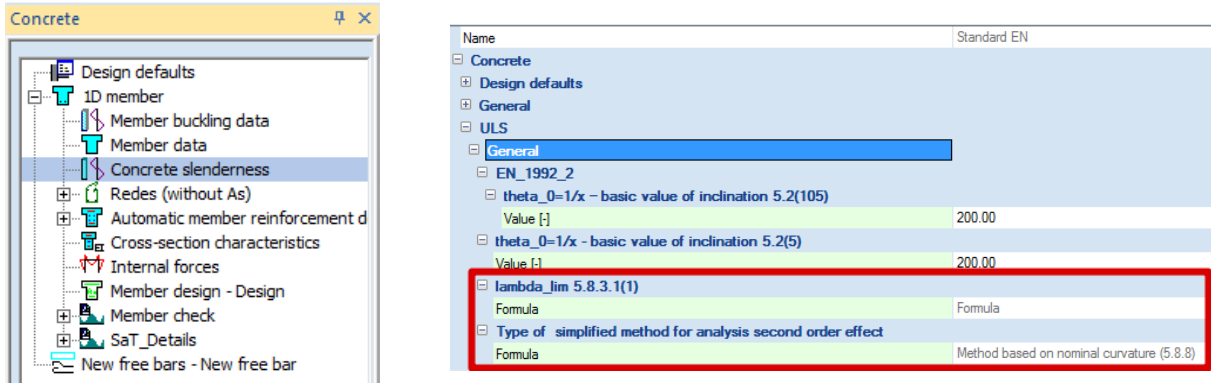 Concrete
Design defaults
1D member
Member buckling data
Member data
Concrete slenderness
Redes (without As)
Automatic member reinforcement d
Cross-section characteristics
Internal forces
Member design - Design
Member check
SaT_Details
New free bars - New free bar
Name Standard EN
Concrete
Design defaults
General
ULS
General
EN_1992_2
theta_0=1/x – basic value of inclination 5.2(105)
Value [-] 200.00
theta_0=1/x - basic value of inclination 5.2(5)
Value [-] 200.00
lambda_lim 5.8.3.1(1)
Formula Formula
Type of simplified method for analysis second order effect
Formula Method based on nominal curvature (5.8.8)